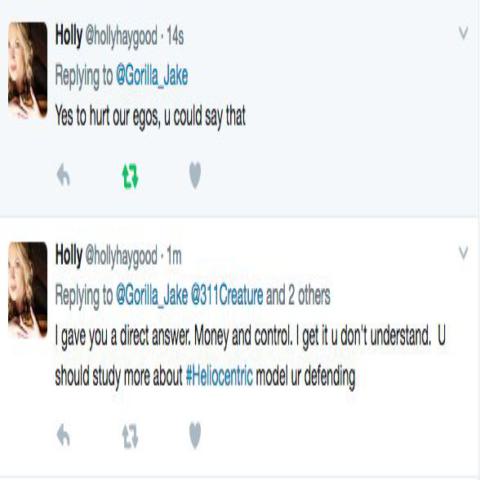 Holly @hollyhaygood · 14s
Replying to @Gorilla_Jake
Yes to hurt our egos, u could say that
Holly @hollyhaygood · 1m
Replying to @Gorilla_Jake @311Creature and 2 others
I gave you a direct answer. Money and control. I get it u don't understand. U
should study more about #Heliocentric model ur defending